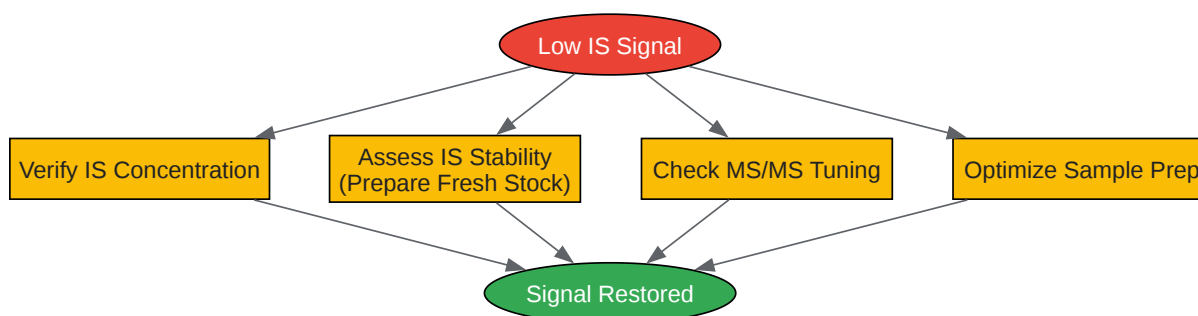 Low IS Signal
Verify IS Concentration
Assess IS Stability
(Prepare Fresh Stock)
Check MS/MS Tuning
Optimize Sample Prep
Signal Restored